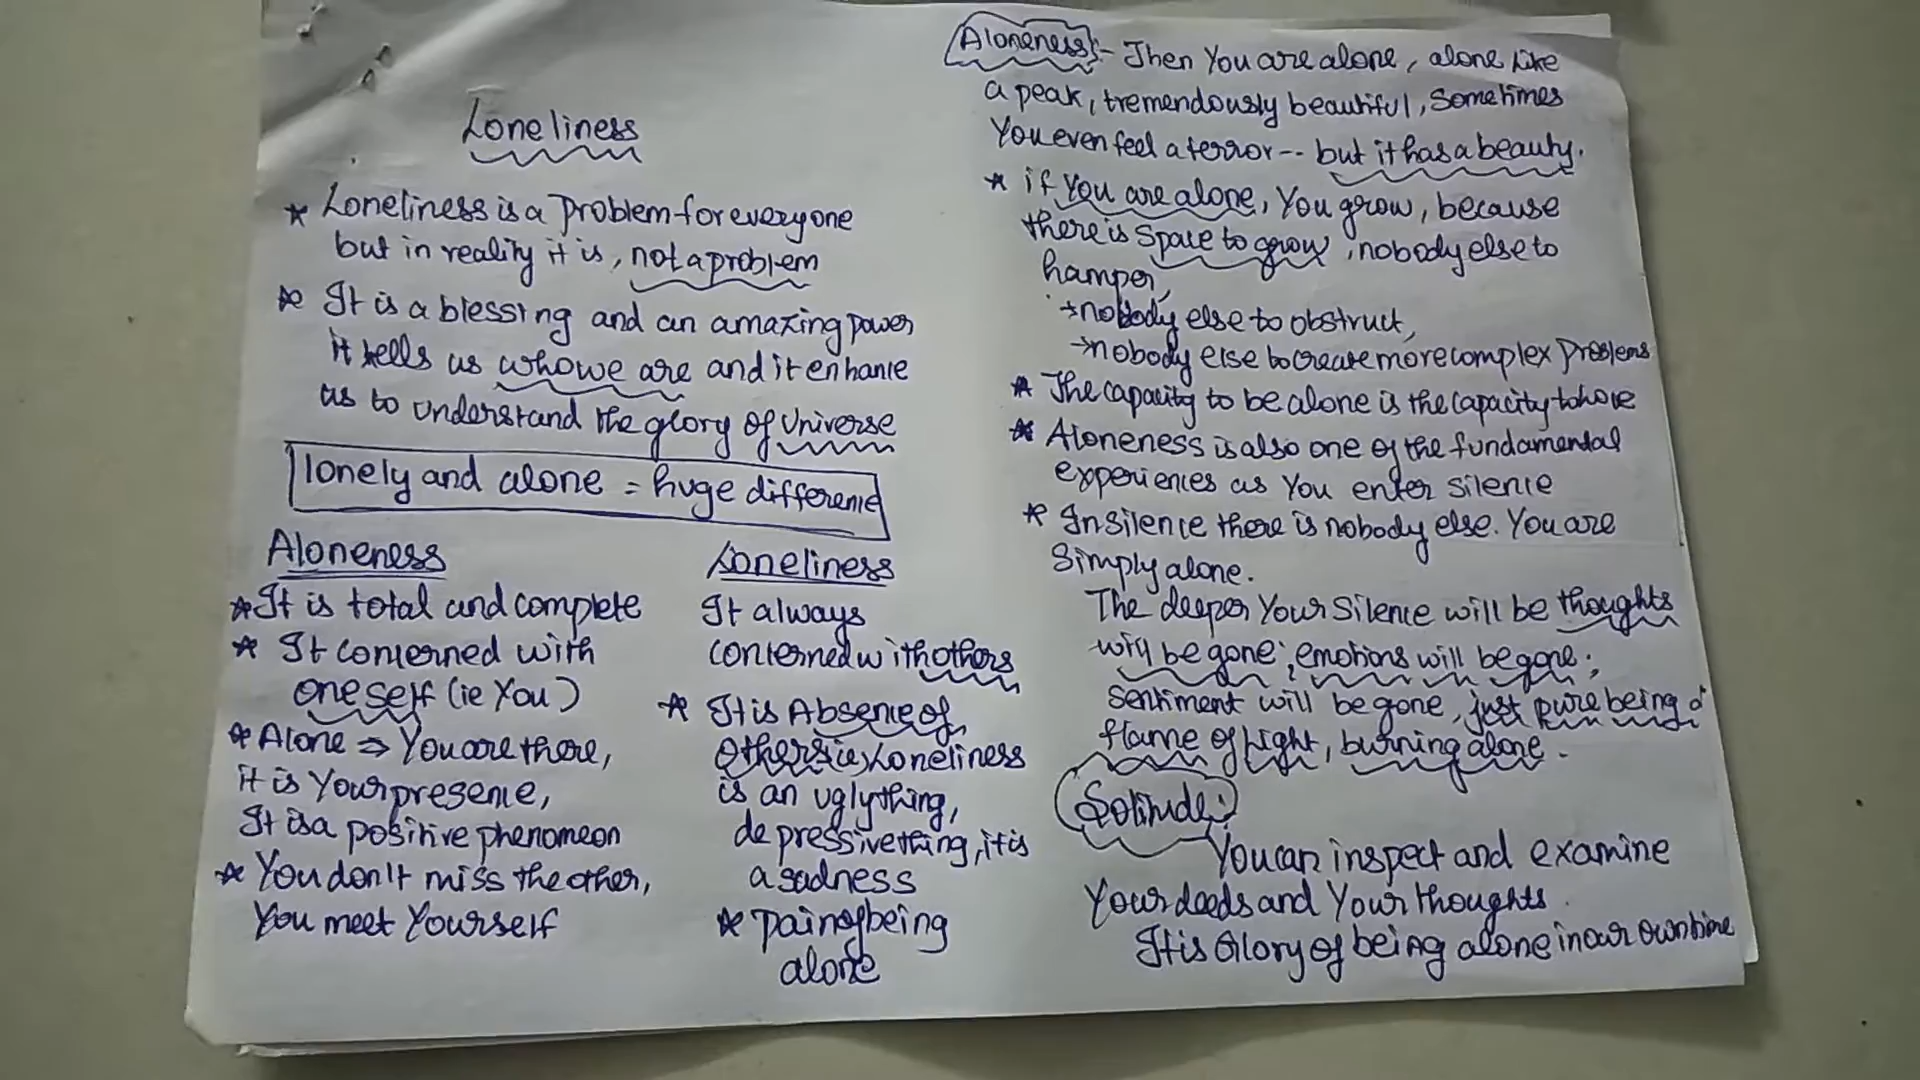 Loneliness
* Loneliness is a problem for everyone
but in reality it is, not a problem
* It is a blessing and an amazing power
it tells us who we are and it enhance
us to understand the glory of Universe
lonely and alone = huge difference
Aloneness
* It is total and complete
* It concerned with
oneself (ie You)
* Alone ⇒ You are there,
it is Your presence,
It is a positive phenomeon
* You don't miss the other,
You meet Yourself
Loneliness
It always
concerned with others
* It is Absence of
Others (ie) Loneliness
is an ugly thing,
depressive thing, it is
a sadness
* pain of being
alone
Aloneness:- Then You are alone, alone like
a peak, tremendously beautiful, Sometimes
You even feel a terror -- but it has a beauty.
* if You are alone, You grow, because
there is space to grow, nobody else to
hamper,
→ nobody else to obstruct,
→ nobody else to create more complex problems
* The capacity to be alone is the capacity to love
* Aloneness is also one of the fundamental
experiences as You enter silence
* In silence there is nobody else. You are
Simply alone.
The deeper Your Silence will be thoughts
will be gone; emotions will be gone;
sentiment will be gone, just pure being a
flame of Light, burning alone.
Solitude:
You can inspect and examine
Your deeds and Your thoughts.
It is Glory of being alone in our own time